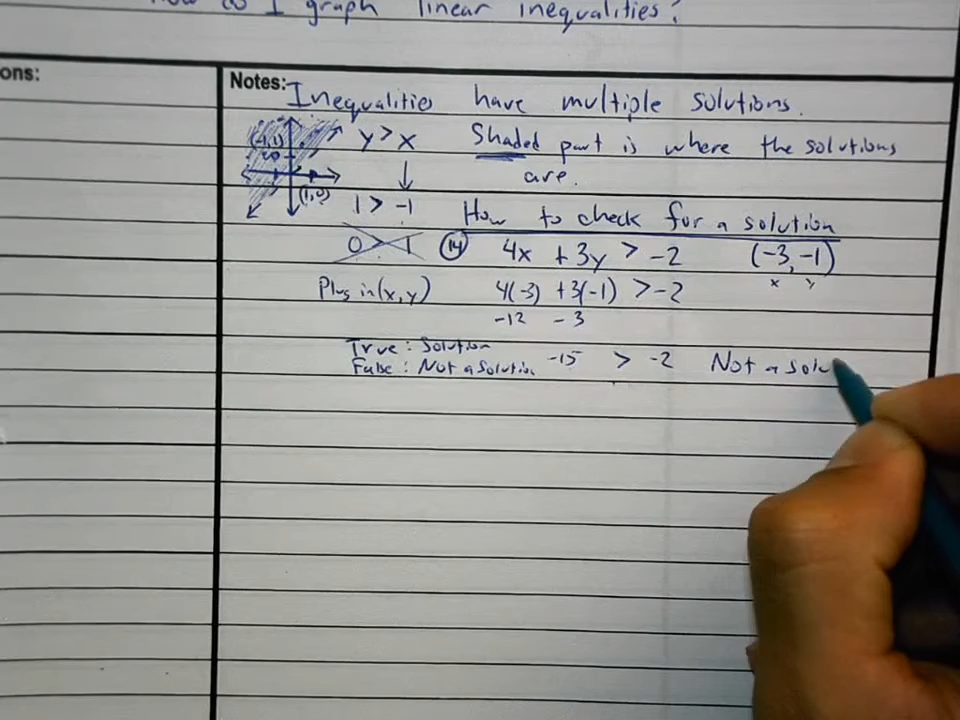 How do I graph linear inequalities?
ons:
Notes: Inequalities have multiple solutions.
(-1,1) y > x Shaded part is where the solutions
are.
(1,0)
1 > -1 How to check for a solution
0 > 1 (14) 4x + 3y > -2 (-3, -1)
x y
Plug in (x,y) 4(-3) +3(-1) > -2
-12 - 3
True: Solution
False: Not a solution -15 > -2 Not a solu